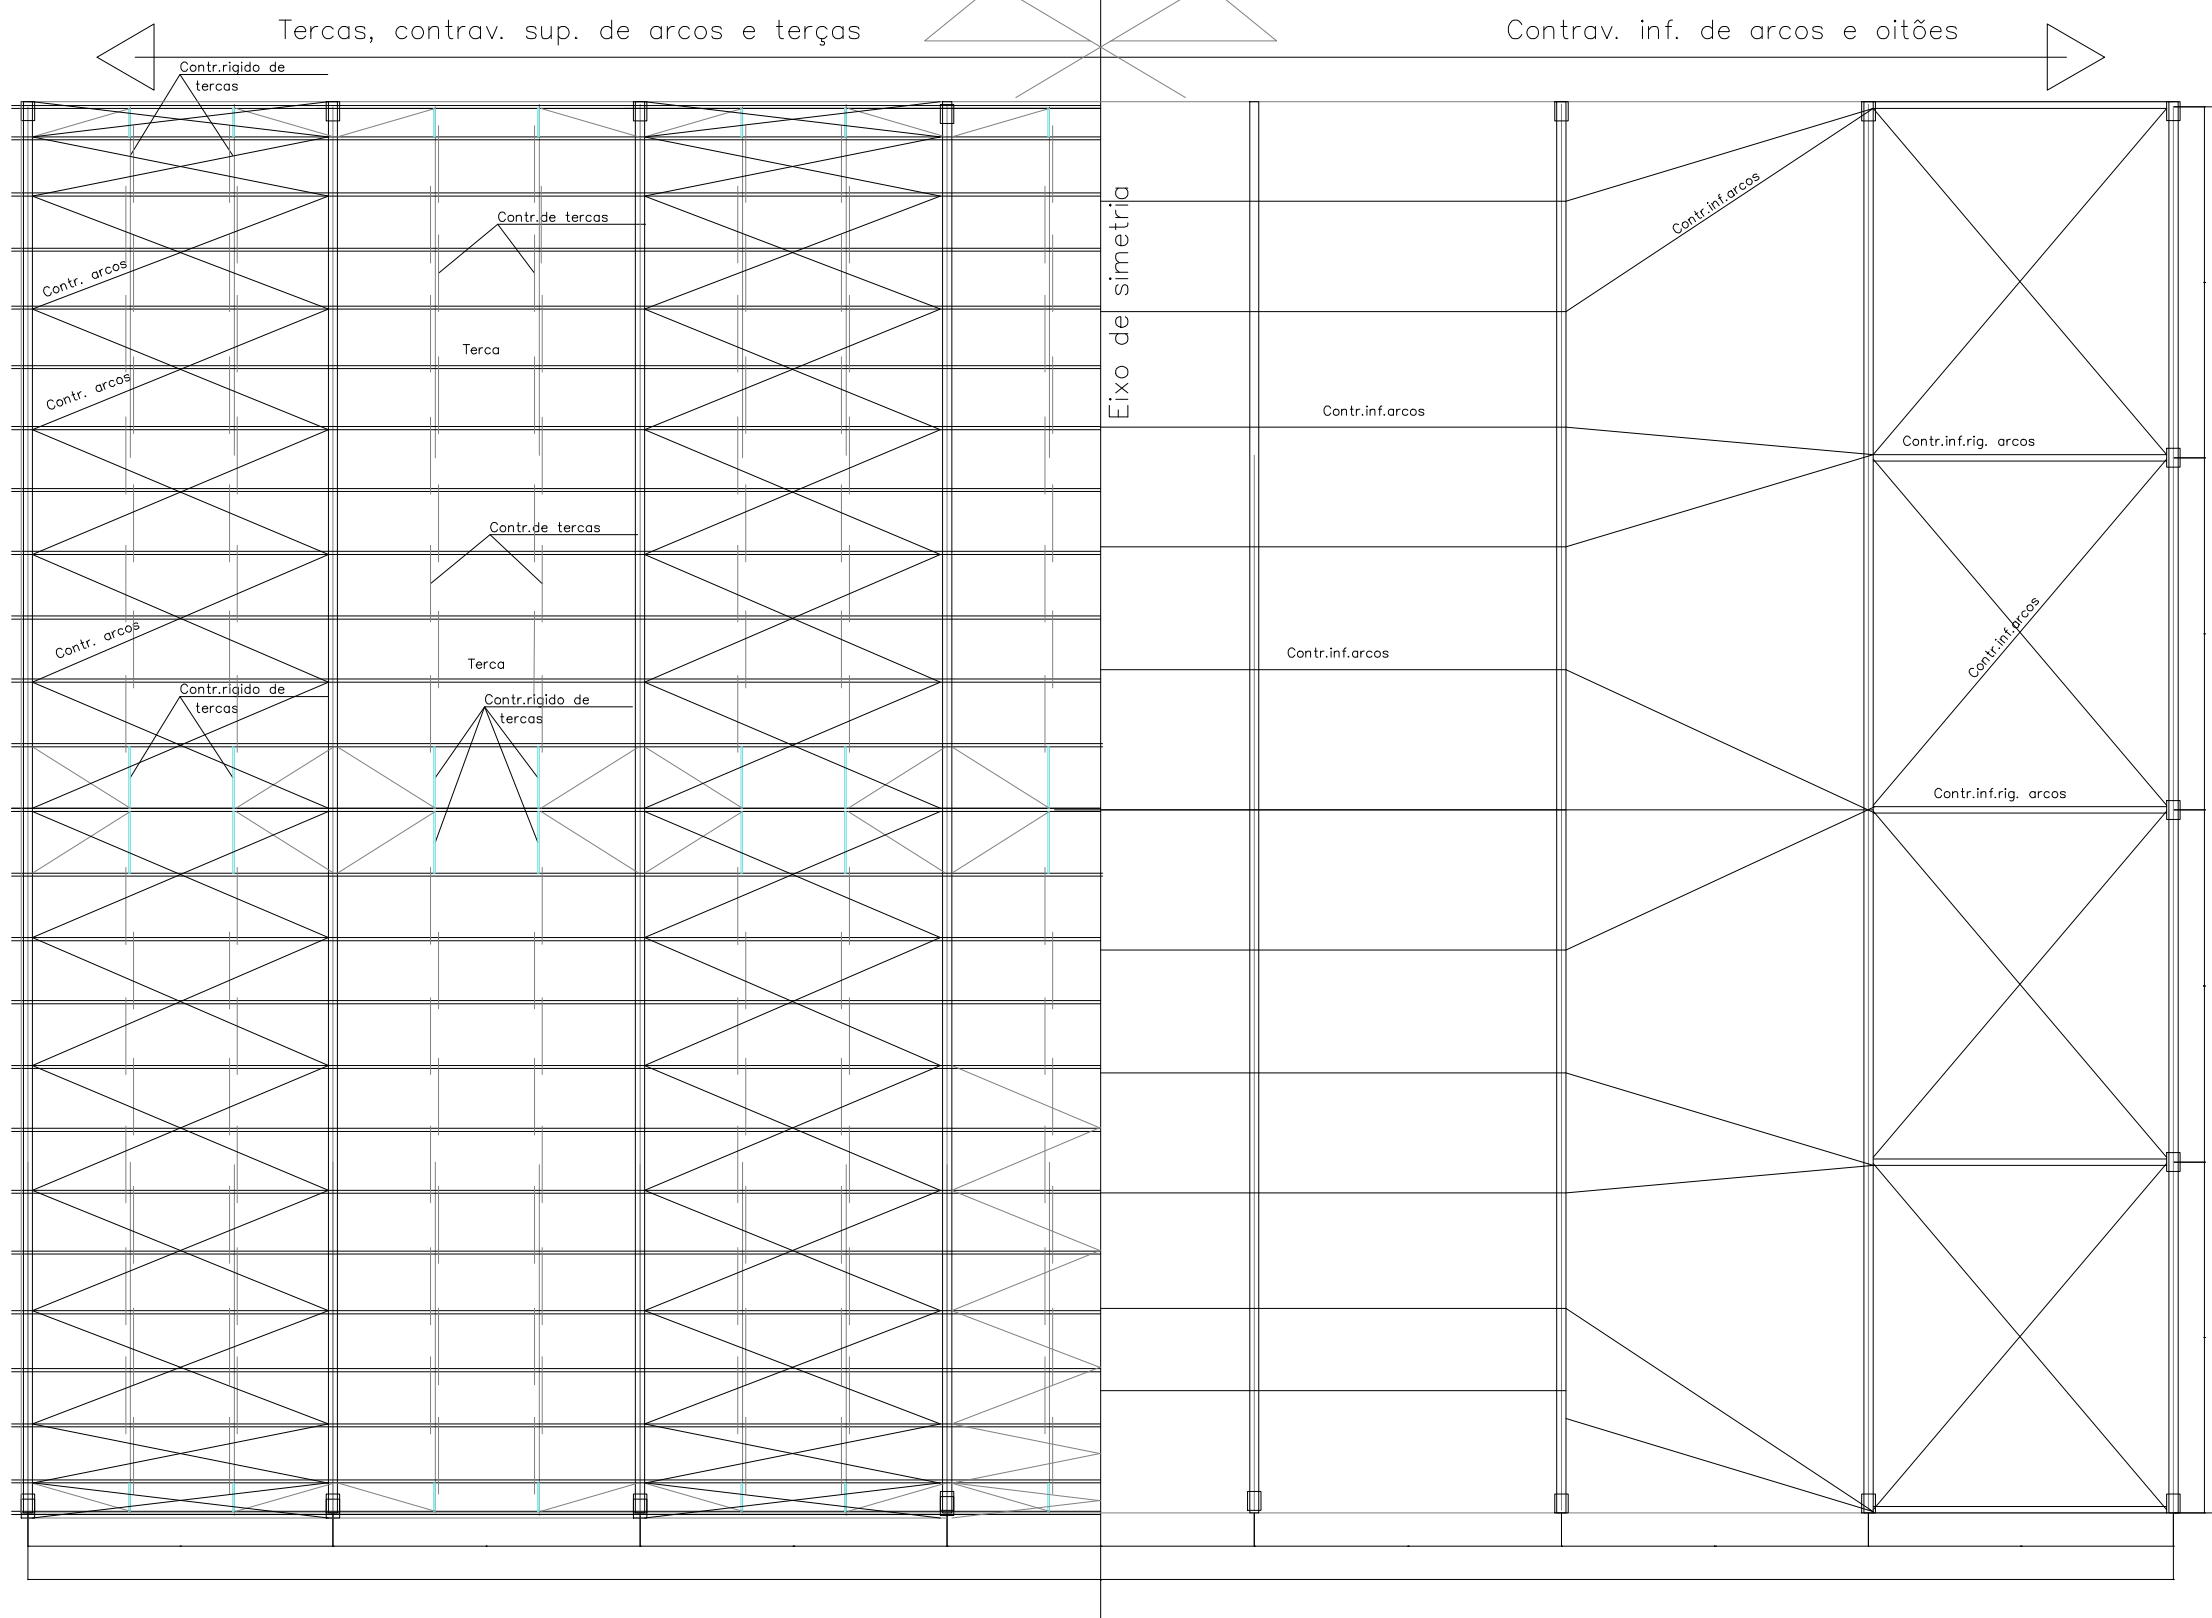 Tercas, contrav. sup. de arcos e terças
Contrav. inf. de arcos e oitões
Contr.rigido de
tercas
Contr.de tercas
Contr. arcos
Terca
Contr. arcos
Contr.de tercas
Contr. arcos
Terca
Contr.rigido de
tercas
Contr.rigido de
tercas
Eixo de simetria
Contr.inf.arcos
Contr.inf.arcos
Contr.inf.rig. arcos
Contr.inf.arcos
Contr.inf.arcos
Contr.inf.rig. arcos